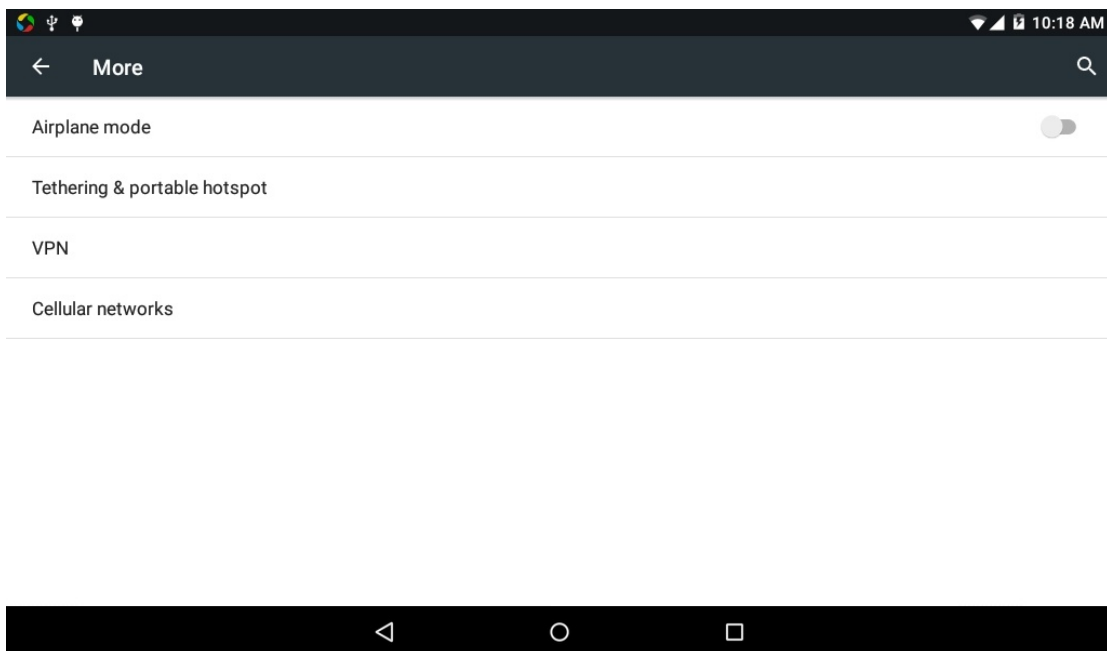 10:18 AM
More
Airplane mode
Tethering & portable hotspot
VPN
Cellular networks